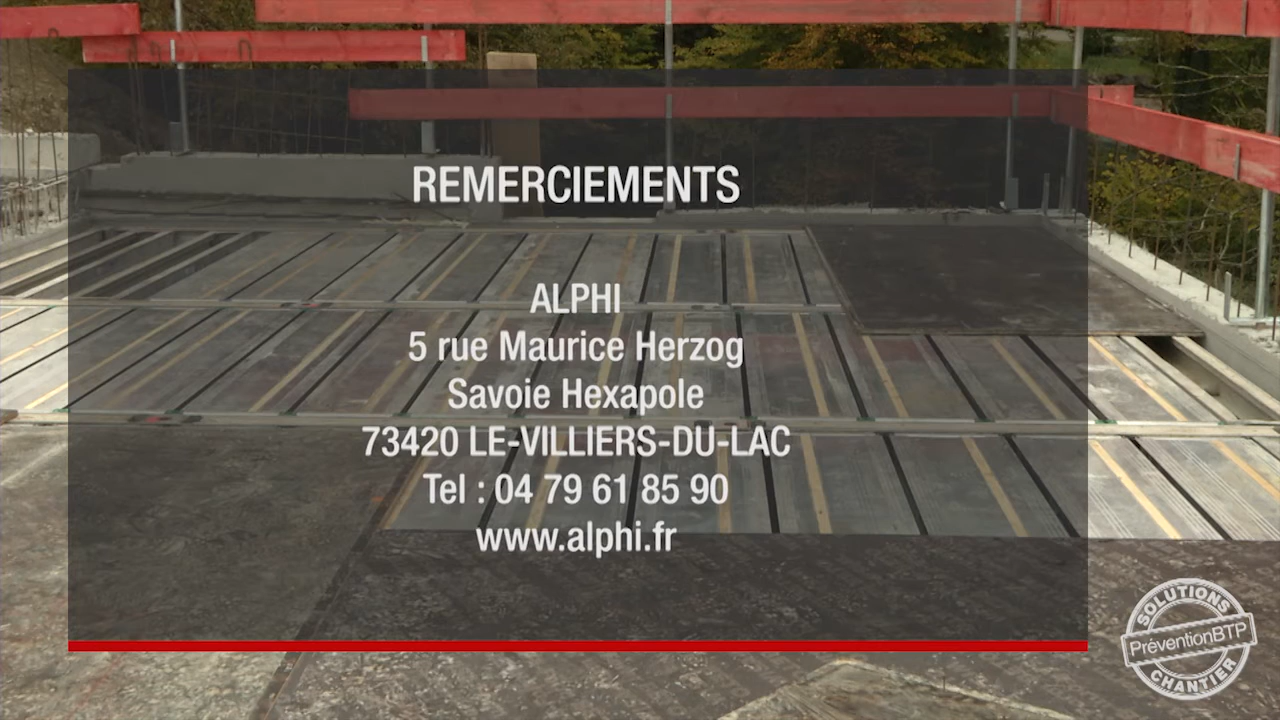 REMERCIEMENTS
ALPHI
5 rue Maurice Herzog
Savoie Hexapole
73420 LE-VILLIERS-DU-LAC
Tel : 04 79 61 85 90
www.alphi.fr
SOLUTIONS
PréventionBTP
CHANTIER